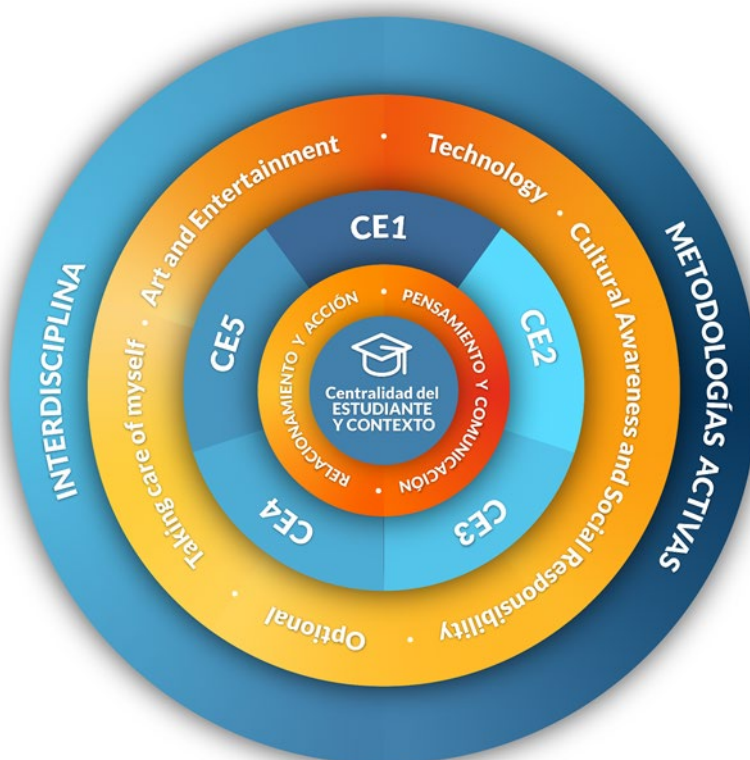 INTERDISCIPLINA
METODOLOGÍAS ACTIVAS
Art and Entertainment
Technology
Cultural Awareness and Social Responsibility
Optional
Taking care of myself
CE1
CE2
CE3
CE4
CE5
RELACIONAMIENTO Y ACCIÓN
PENSAMIENTO Y COMUNICACIÓN
Centralidad del
ESTUDIANTE
Y CONTEXTO